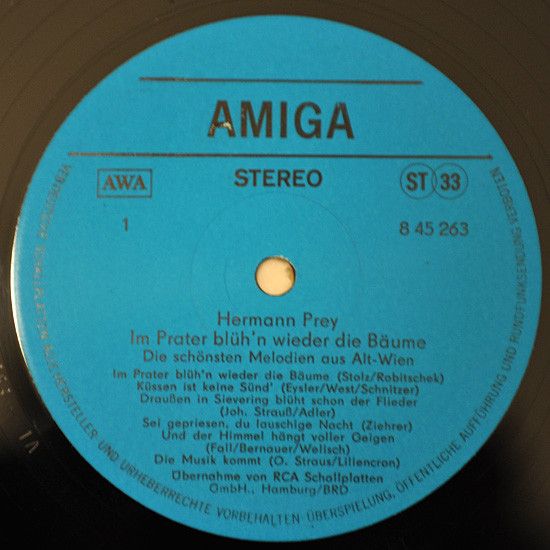 AMIGA
AWA
STEREO
ST 33
1
8 45 263
Hermann Prey
Im Prater blüh'n wieder die Bäume
Die schönsten Melodien aus Alt-Wien
Im Prater blüh'n wieder die Bäume (Stolz/Robitschek)
Küssen ist keine Sünd' (Eysler/West/Schnitzer)
Draußen in Sievering blüht schon der Flieder
(Joh. Strauß/Adler)
Sei gepriesen, du lauschige Nacht (Ziehrer)
Und der Himmel hängt voller Geigen
(Fall/Bernauer/Welisch)
Die Musik kommt (O. Straus/Liliencron)
Übernahme von RCA Schallplatten
GmbH., Hamburg/BRD
HERSTELLER- UND URHEBERRECHTE VORBEHALTEN · ÜBERSPIELUNG, ÖFFENTLICHE AUFFÜHRUNG UND RUNDFUNKSENDUNG VERBOTEN